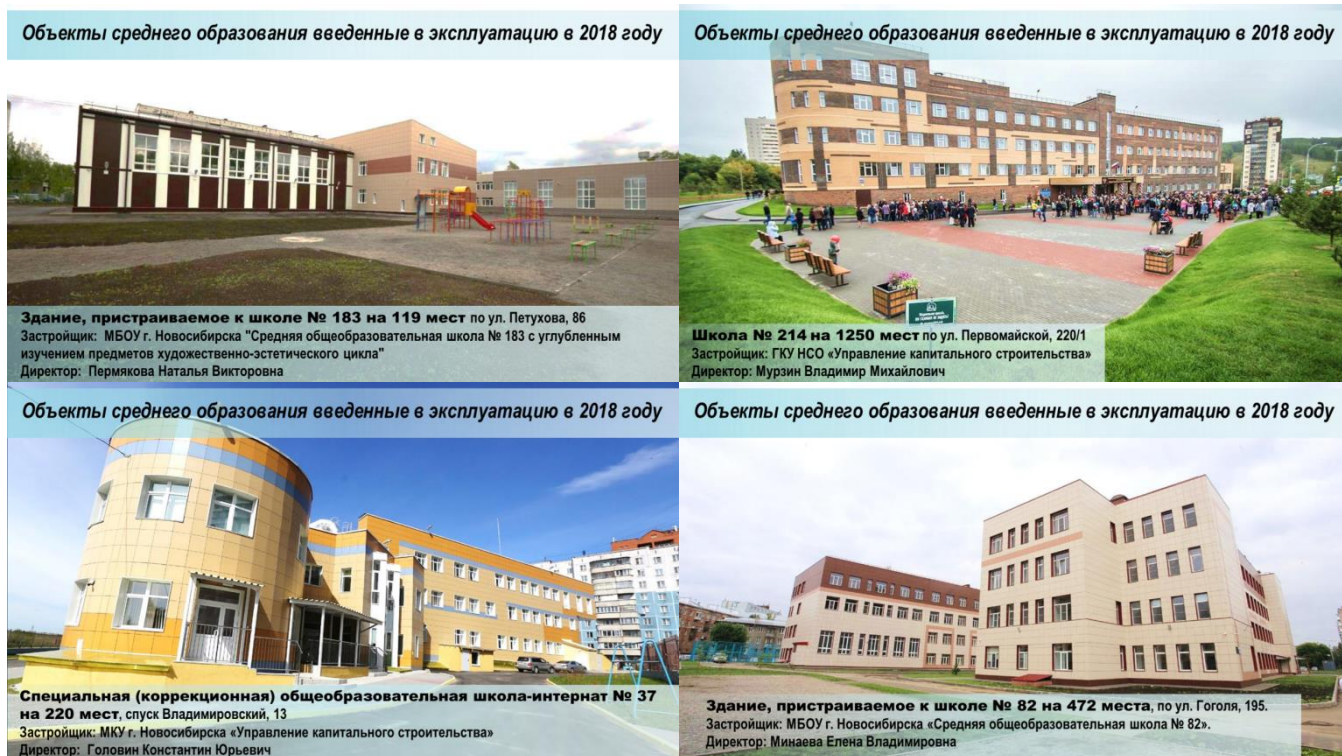 Объекты среднего образования введенные в эксплуатацию в 2018 году
Здание, пристраиваемое к школе № 183 на 119 мест по ул. Петухова, 86
Застройщик: МБОУ г. Новосибирска "Средняя общеобразовательная школа № 183 с углубленным
изучением предметов художественно-эстетического цикла"
Директор: Пермякова Наталья Викторовна
Объекты среднего образования введенные в эксплуатацию в 2018 году
Школа № 214 на 1250 мест по ул. Первомайской, 220/1
Застройщик: ГКУ НСО «Управление капитального строительства»
Директор: Мурзин Владимир Михайлович
Объекты среднего образования введенные в эксплуатацию в 2018 году
Специальная (коррекционная) общеобразовательная школа-интернат № 37
на 220 мест, спуск Владимировский, 13
Застройщик: МКУ г. Новосибирска «Управление капитального строительства»
Директор: Головин Константин Юрьевич
Объекты среднего образования введенные в эксплуатацию в 2018 году
Здание, пристраиваемое к школе № 82 на 472 места, по ул. Гоголя, 195.
Застройщик: МБОУ г. Новосибирска «Средняя общеобразовательная школа № 82».
Директор: Минаева Елена Владимировна